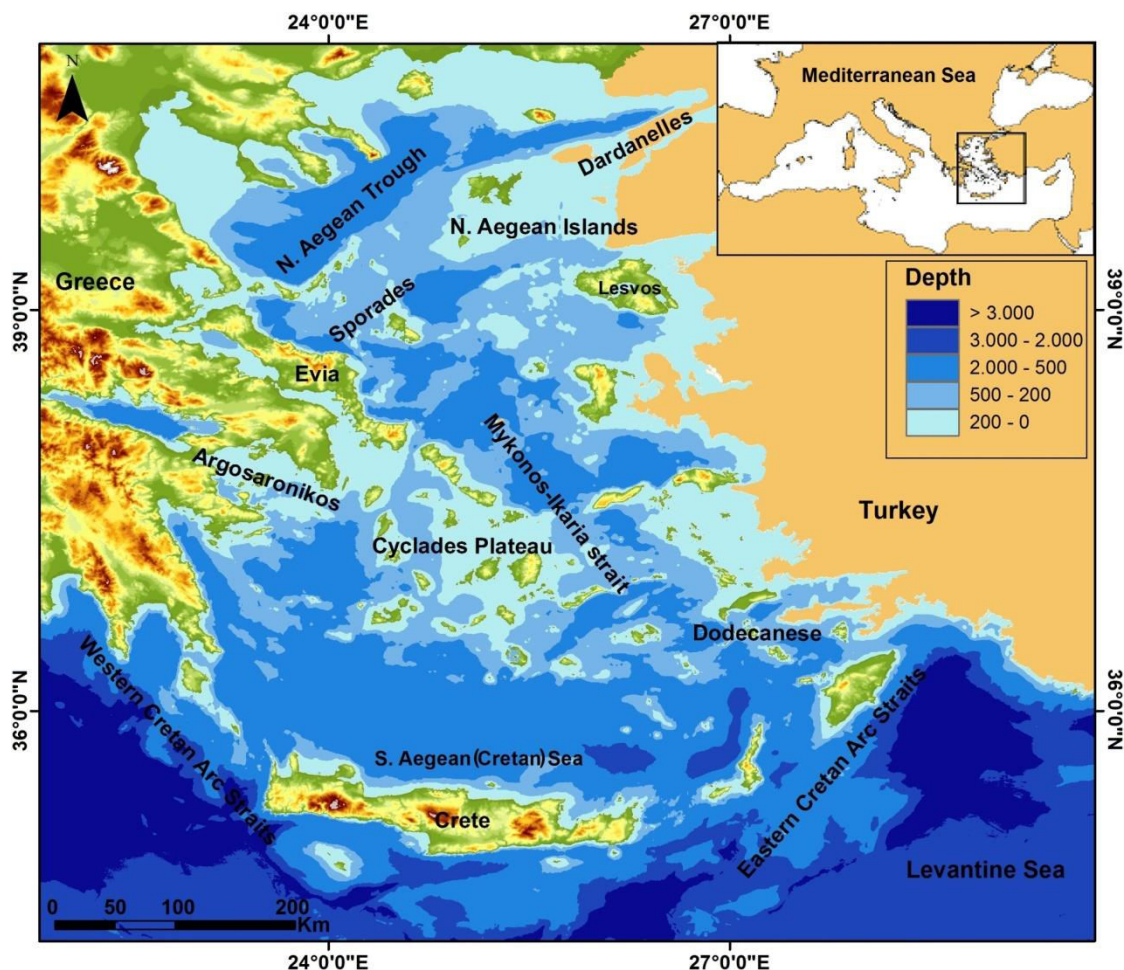 24°0'0"E
27°0'0"E
N
Mediterranean Sea
Dardanelles
N. Aegean Trough
N. Aegean Islands
Greece
Lesvos
39°0'0"N
39°0'0"N
Depth
> 3.000
3.000 - 2.000
2.000 - 500
500 - 200
200 - 0
Sporades
Evia
Mykonos-Ikaria strait
Argosaronikos
Turkey
Cyclades Plateau
Dodecanese
Western Cretan Arc Straits
36°0'0"N
36°0'0"N
S. Aegean (Cretan) Sea
Eastern Cretan Arc Straits
Crete
Levantine Sea
0 50 100 200
Km
24°0'0"E
27°0'0"E